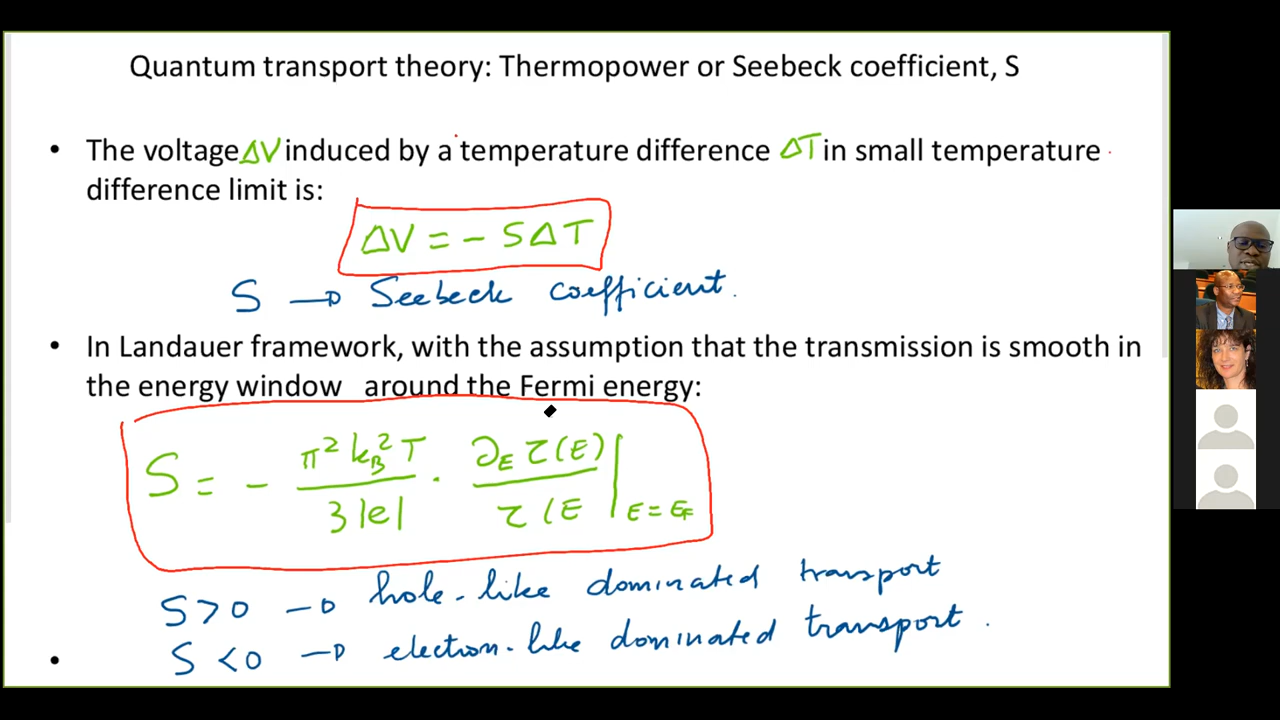 Quantum transport theory: Thermopower or Seebeck coefficient, S
• The voltage ΔV induced by a temperature difference ΔT in small temperature
difference limit is:
ΔV = - SΔT
S → Seebeck coefficient.
• In Landauer framework, with the assumption that the transmission is smooth in
the energy window around the Fermi energy:
S = - π² k_B² T / 3|e| · ∂_E τ(E) / τ(E |_E = E_F
S > 0 → hole-like dominated transport
• S < 0 → electron-like dominated transport.